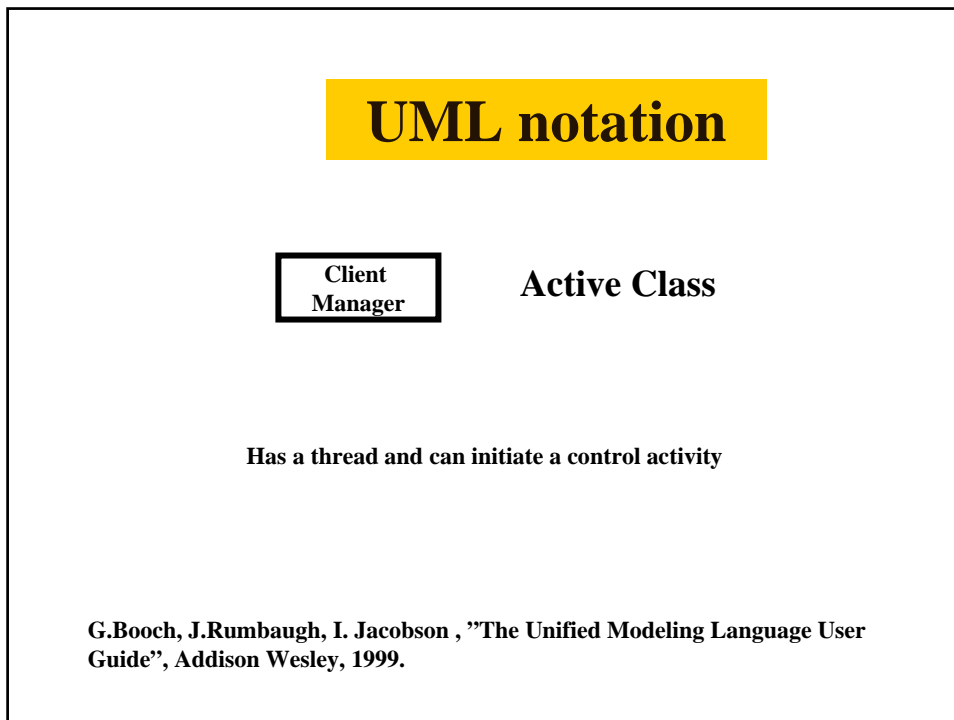 UML notation
Client
Manager
Active Class
Has a thread and can initiate a control activity
G.Booch, J.Rumbaugh, I. Jacobson , ”The Unified Modeling Language User
Guide”, Addison Wesley, 1999.